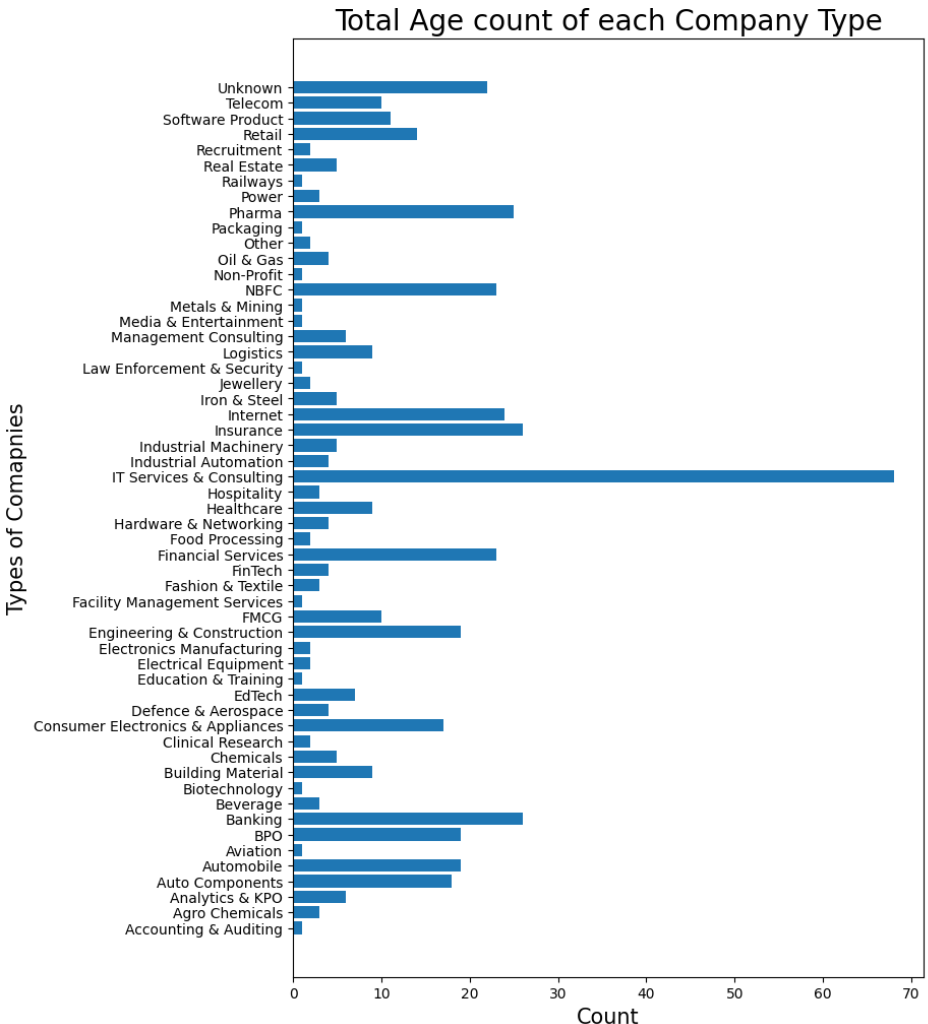 Total Age count of each Company Type
Unknown
Telecom
Software Product
Retail
Recruitment
Real Estate
Railways
Power
Pharma
Packaging
Other
Oil & Gas
Non-Profit
NBFC
Metals & Mining
Media & Entertainment
Management Consulting
Logistics
Law Enforcement & Security
Jewellery
Iron & Steel
Internet
Insurance
Industrial Machinery
Industrial Automation
IT Services & Consulting
Hospitality
Healthcare
Hardware & Networking
Food Processing
Financial Services
FinTech
Fashion & Textile
Facility Management Services
FMCG
Engineering & Construction
Electronics Manufacturing
Electrical Equipment
Education & Training
EdTech
Defence & Aerospace
Consumer Electronics & Appliances
Clinical Research
Chemicals
Building Material
Biotechnology
Beverage
Banking
BPO
Aviation
Automobile
Auto Components
Analytics & KPO
Agro Chemicals
Accounting & Auditing
Types of Comapnies
0 10 20 30 40 50 60 70
Count